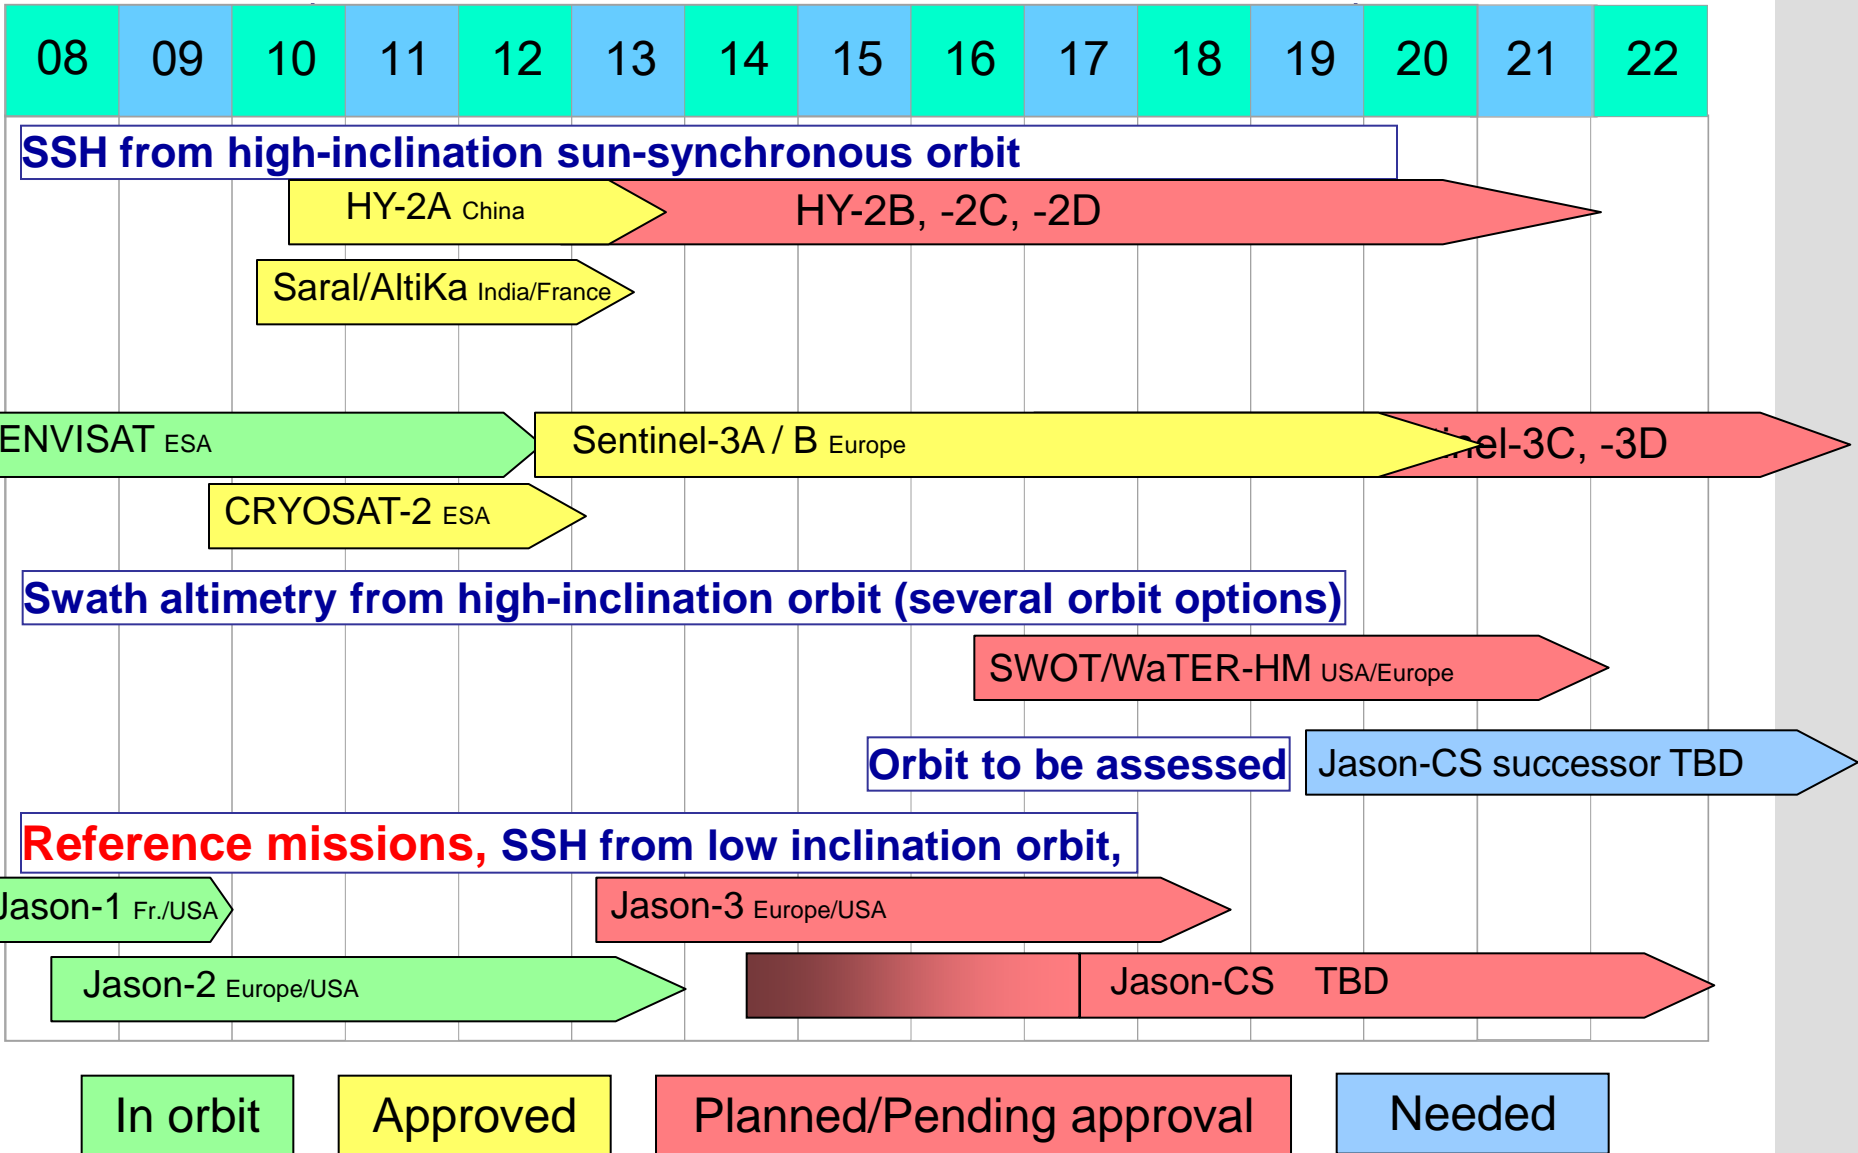 08 09 10 11 12 13 14 15 16 17 18 19 20 21 22
SSH from high-inclination sun-synchronous orbit
HY-2A China HY-2B, -2C, -2D
Saral/AltiKa India/France
ENVISAT ESA Sentinel-3A / B Europe nel-3C, -3D
CRYOSAT-2 ESA
Swath altimetry from high-inclination orbit (several orbit options)
SWOT/WaTER-HM USA/Europe
Orbit to be assessed Jason-CS successor TBD
Reference missions, SSH from low inclination orbit,
Jason-1 Fr./USA Jason-3 Europe/USA
Jason-2 Europe/USA Jason-CS TBD
In orbit Approved Planned/Pending approval Needed